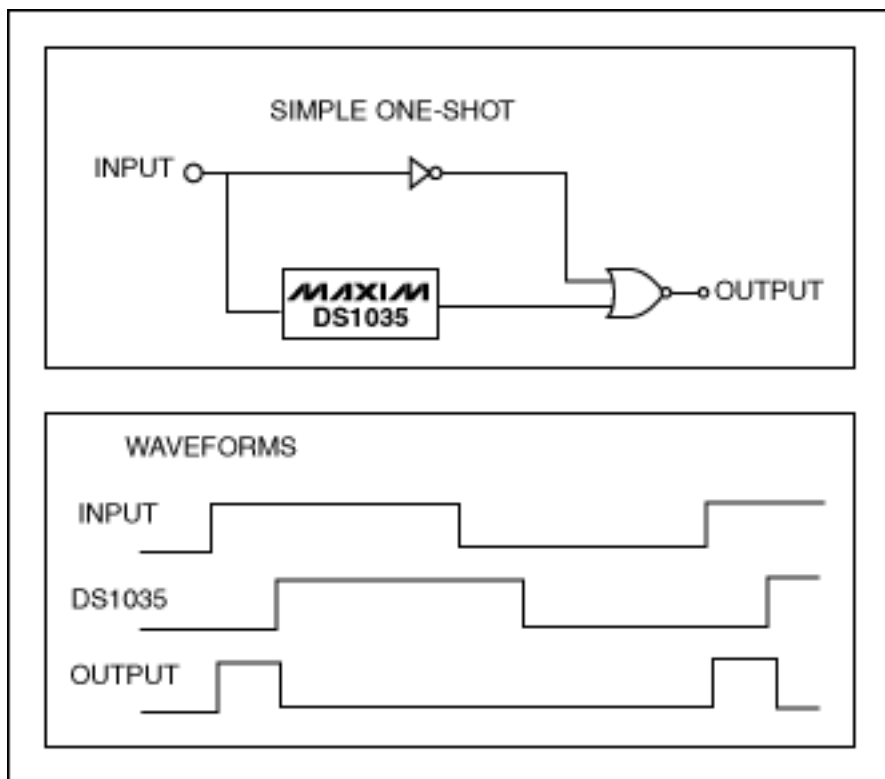 SIMPLE ONE-SHOT
INPUT
MAXIM
DS1035
OUTPUT
WAVEFORMS
INPUT
DS1035
OUTPUT